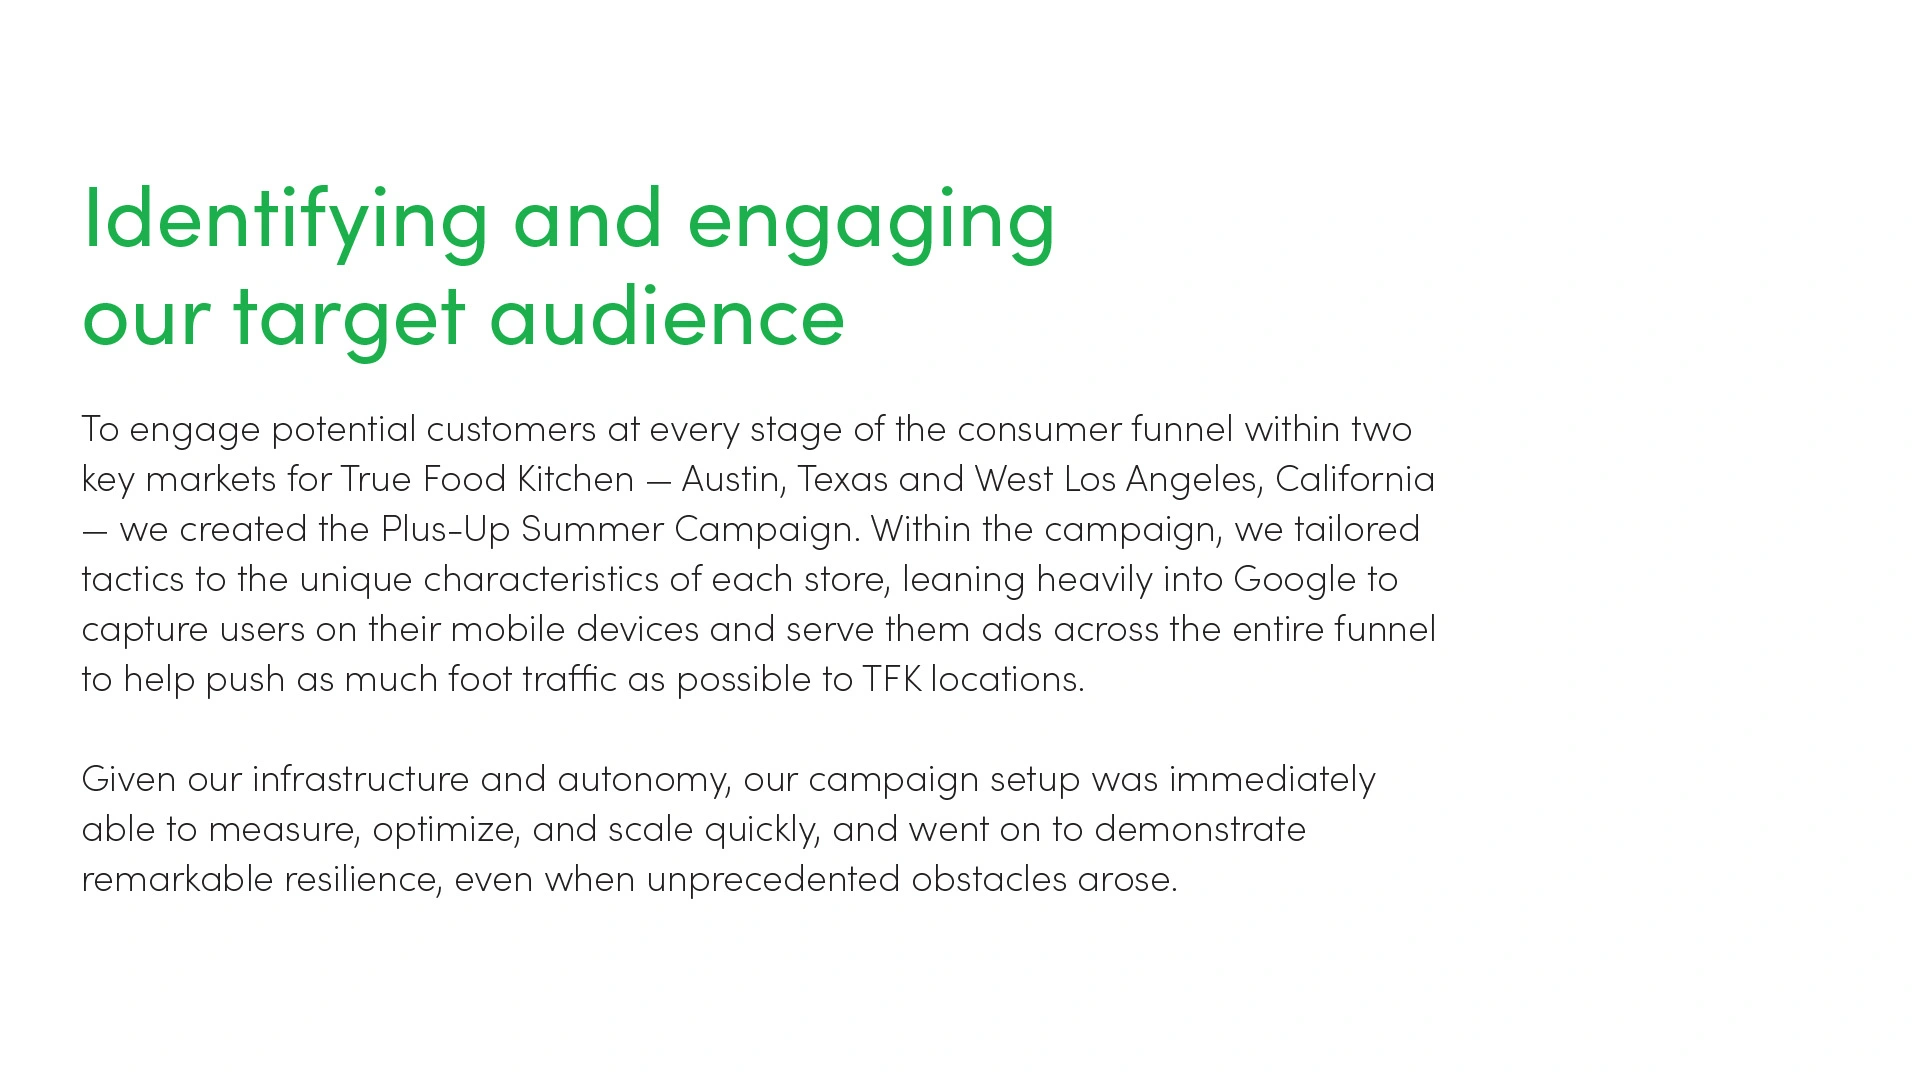 Identifying and engaging
our target audience
To engage potential customers at every stage of the consumer funnel within two
key markets for True Food Kitchen — Austin, Texas and West Los Angeles, California
— we created the Plus-Up Summer Campaign. Within the campaign, we tailored
tactics to the unique characteristics of each store, leaning heavily into Google to
capture users on their mobile devices and serve them ads across the entire funnel
to help push as much foot traffic as possible to TFK locations.
Given our infrastructure and autonomy, our campaign setup was immediately
able to measure, optimize, and scale quickly, and went on to demonstrate
remarkable resilience, even when unprecedented obstacles arose.